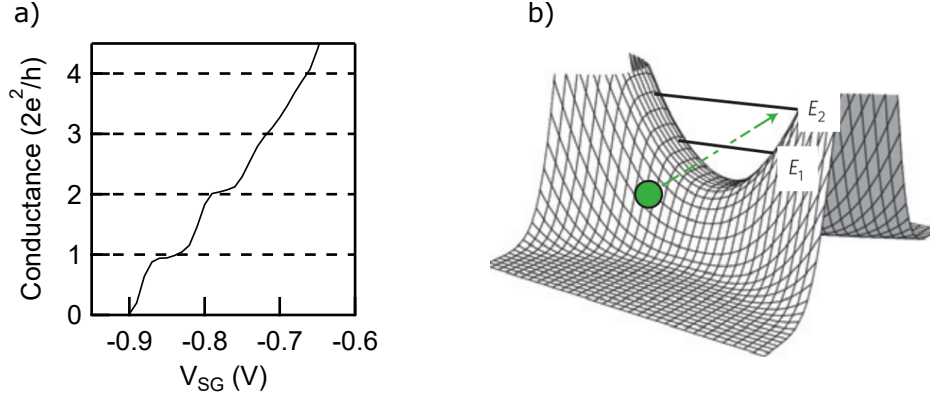 a)
4
3
2
1
0
Conductance (2e²/h)
-0.9 -0.8 -0.7 -0.6
V_SG (V)
b)
E₂
E₁